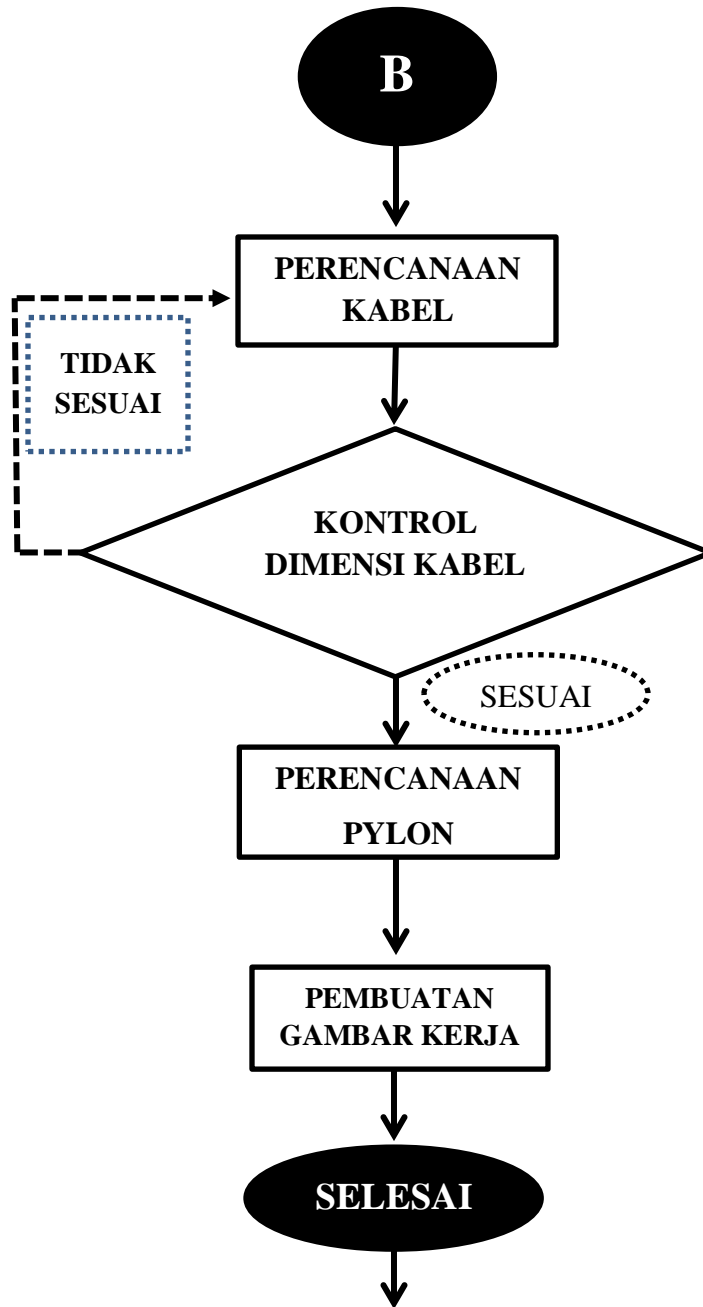 B
PERENCANAAN
KABEL
TIDAK
SESUAI
KONTROL
DIMENSI KABEL
SESUAI
PERENCANAAN
PYLON
PEMBUATAN
GAMBAR KERJA
SELESAI